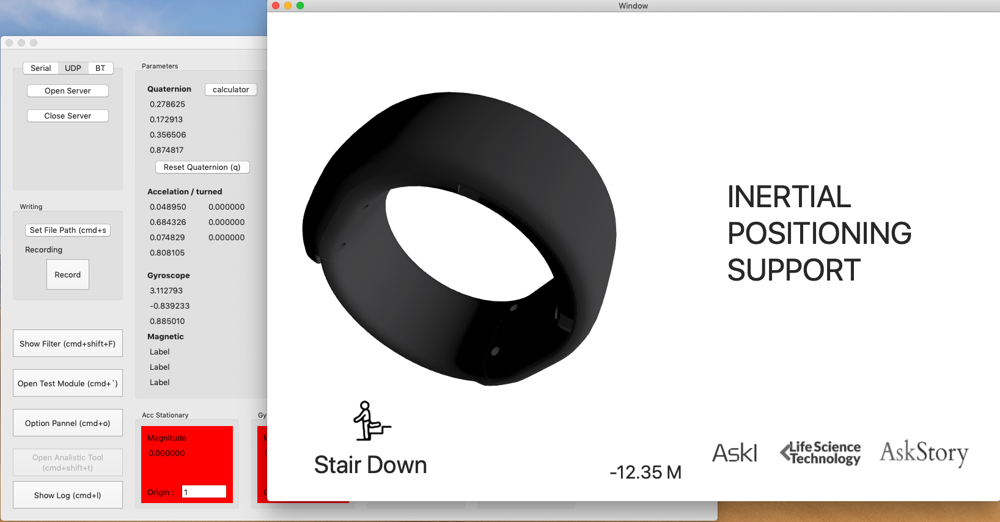 Window
Serial UDP BT
Open Server
Close Server
Writing
Set File Path (cmd+s
Recording
Record
Show Filter (cmd+shift+F)
Open Test Module (cmd+`)
Option Pannel (cmd+o)
Open Analistic Tool
(cmd+shift+t)
Show Log (cmd+l)
Parameters
Quaternion calculator
0.278625
0.172913
0.356506
0.874817
Reset Quaternion (q)
Accelation / turned
0.048950 0.000000
0.684326 0.000000
0.074829 0.000000
0.808105
Gyroscope
3.112793
-0.839233
0.885010
Magnetic
Label
Label
Label
Acc Stationary
Magnitude
0.000000
Origin : 1
Gy
INERTIAL
POSITIONING
SUPPORT
Stair Down
-12.35 M
AskI
Life Science
Technology
AskStory